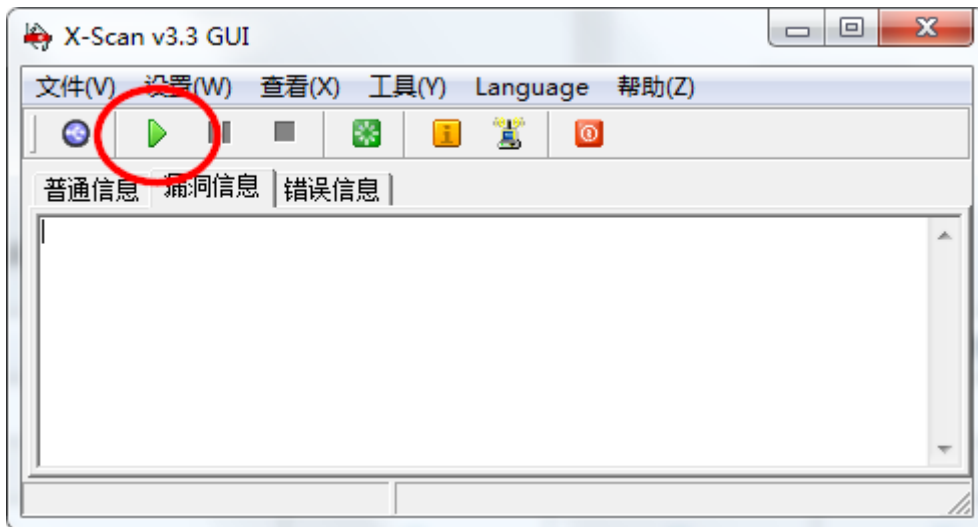 X-Scan v3.3 GUI
文件(V) 设置(W) 查看(X) 工具(Y) Language 帮助(Z)
普通信息 漏洞信息 错误信息